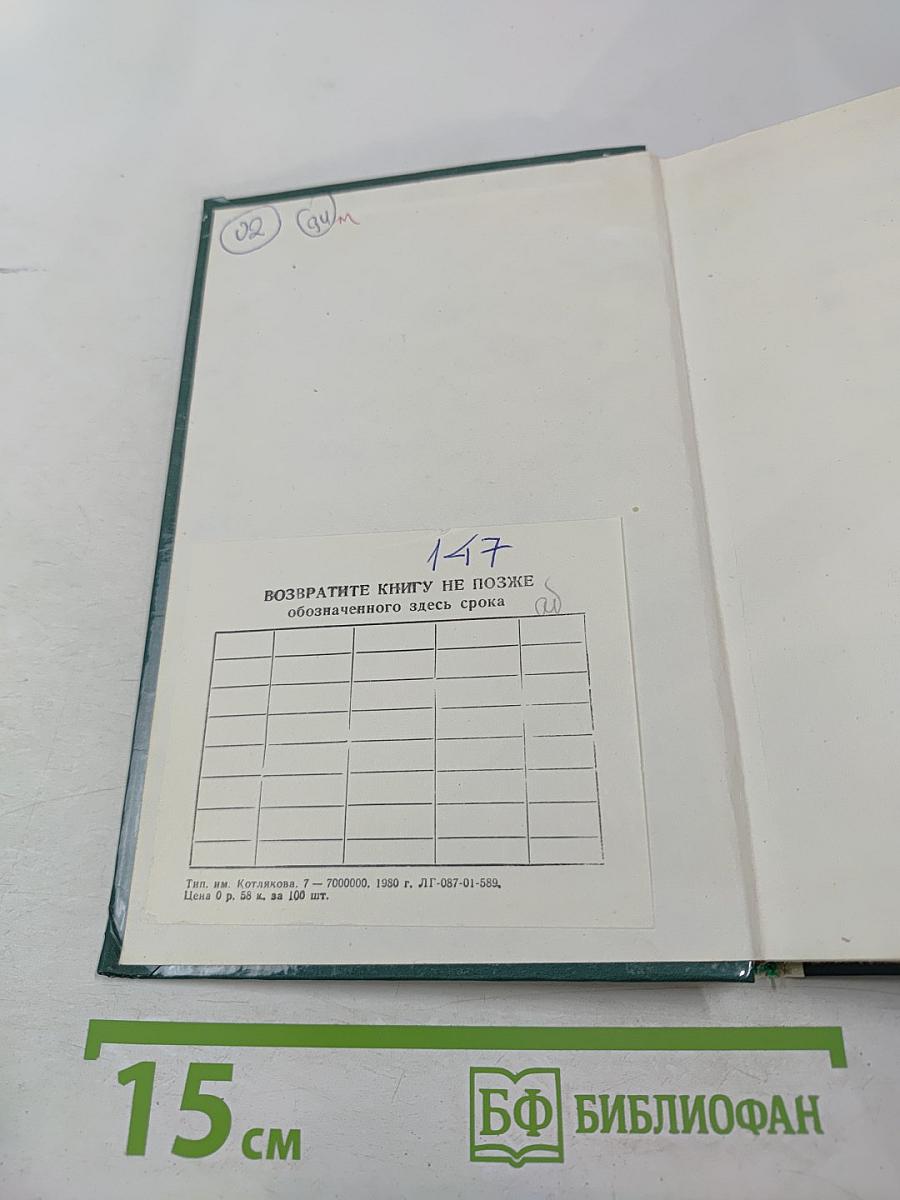 02 94 м
147
ВОЗВРАТИТЕ КНИГУ НЕ ПОЗЖЕ
обозначенного здесь срока
Тип. им. Котлякова. 7 — 7000000. 1980 г. ЛГ-087-01-589.
Цена 0 р. 58 к. за 100 шт.
15 см
БФ БИБЛИОФАН